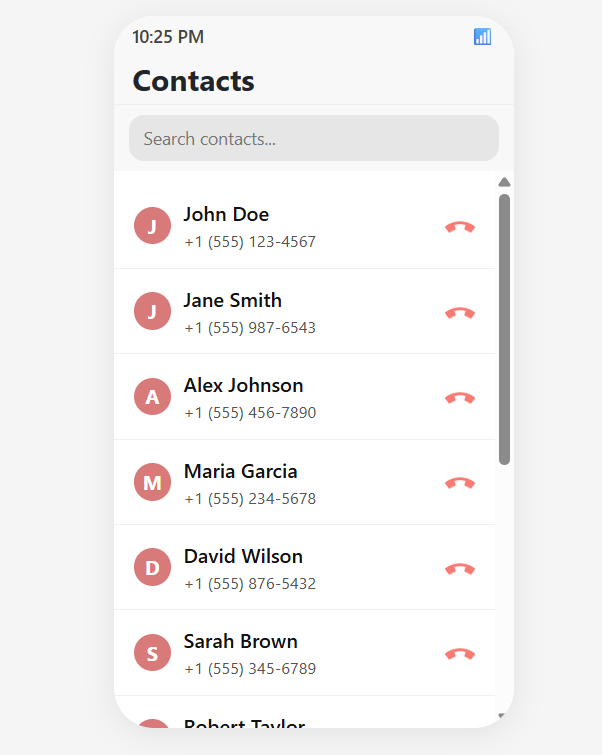 10:25 PM
Contacts
Search contacts...
J
John Doe
+1 (555) 123-4567
J
Jane Smith
+1 (555) 987-6543
A
Alex Johnson
+1 (555) 456-7890
M
Maria Garcia
+1 (555) 234-5678
D
David Wilson
+1 (555) 876-5432
S
Sarah Brown
+1 (555) 345-6789
Robert Taylor